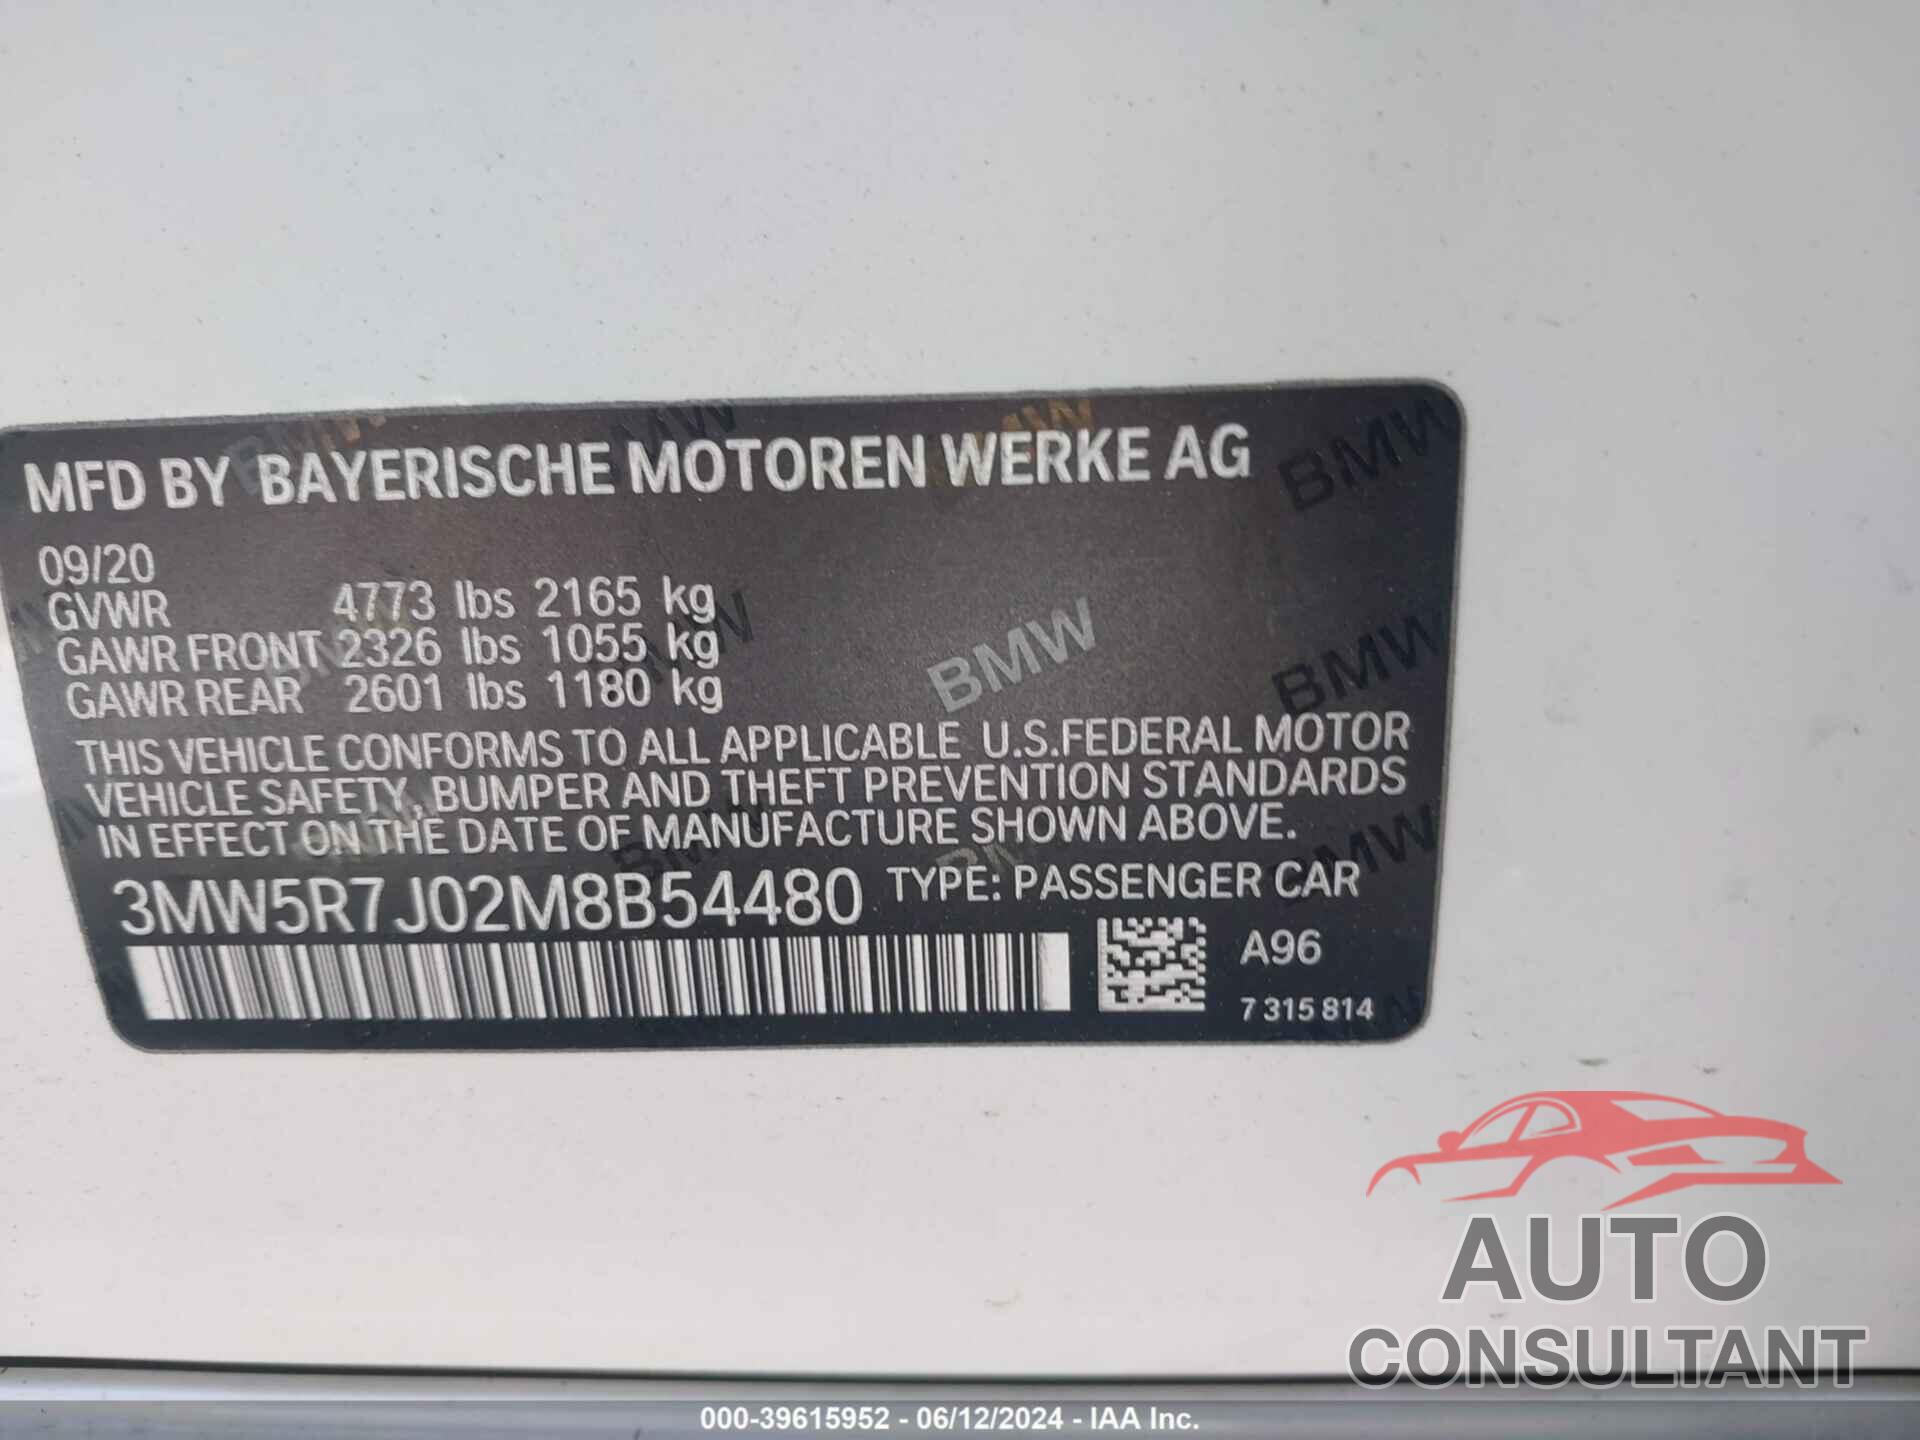 MFD BY BAYERISCHE MOTOREN WERKE AG
09/20
GVWR 4773 lbs 2165 kg
GAWR FRONT 2326 lbs 1055 kg
GAWR REAR 2601 lbs 1180 kg
THIS VEHICLE CONFORMS TO ALL APPLICABLE U.S.FEDERAL MOTOR
VEHICLE SAFETY, BUMPER AND THEFT PREVENTION STANDARDS
IN EFFECT ON THE DATE OF MANUFACTURE SHOWN ABOVE.
3MW5R7J02M8B54480 TYPE: PASSENGER CAR
A96
7 315 814
BMW
BMW
BMW
BMW
AUTO
CONSULTANT
000-39615952 - 06/12/2024 - IAA Inc.